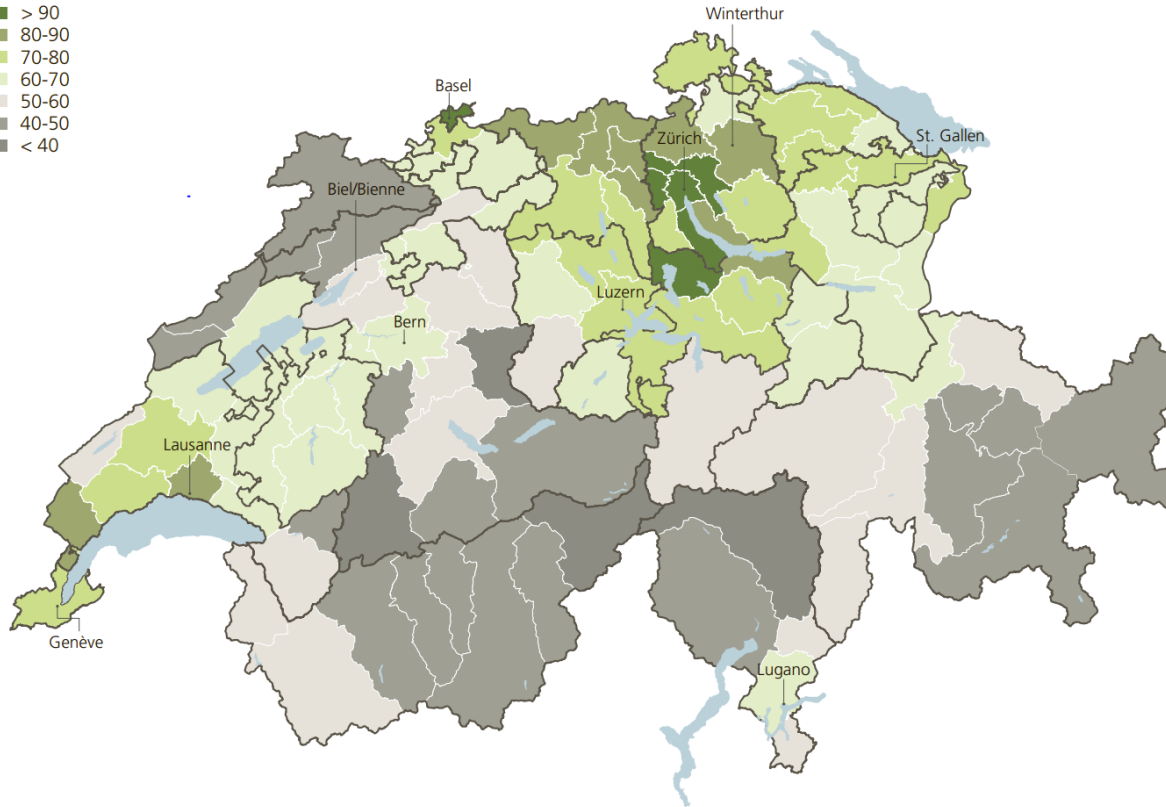 > 90
80-90
70-80
60-70
50-60
40-50
< 40
Winterthur
Basel
Zürich
St. Gallen
Biel/Bienne
Luzern
Bern
Lausanne
Genève
Lugano